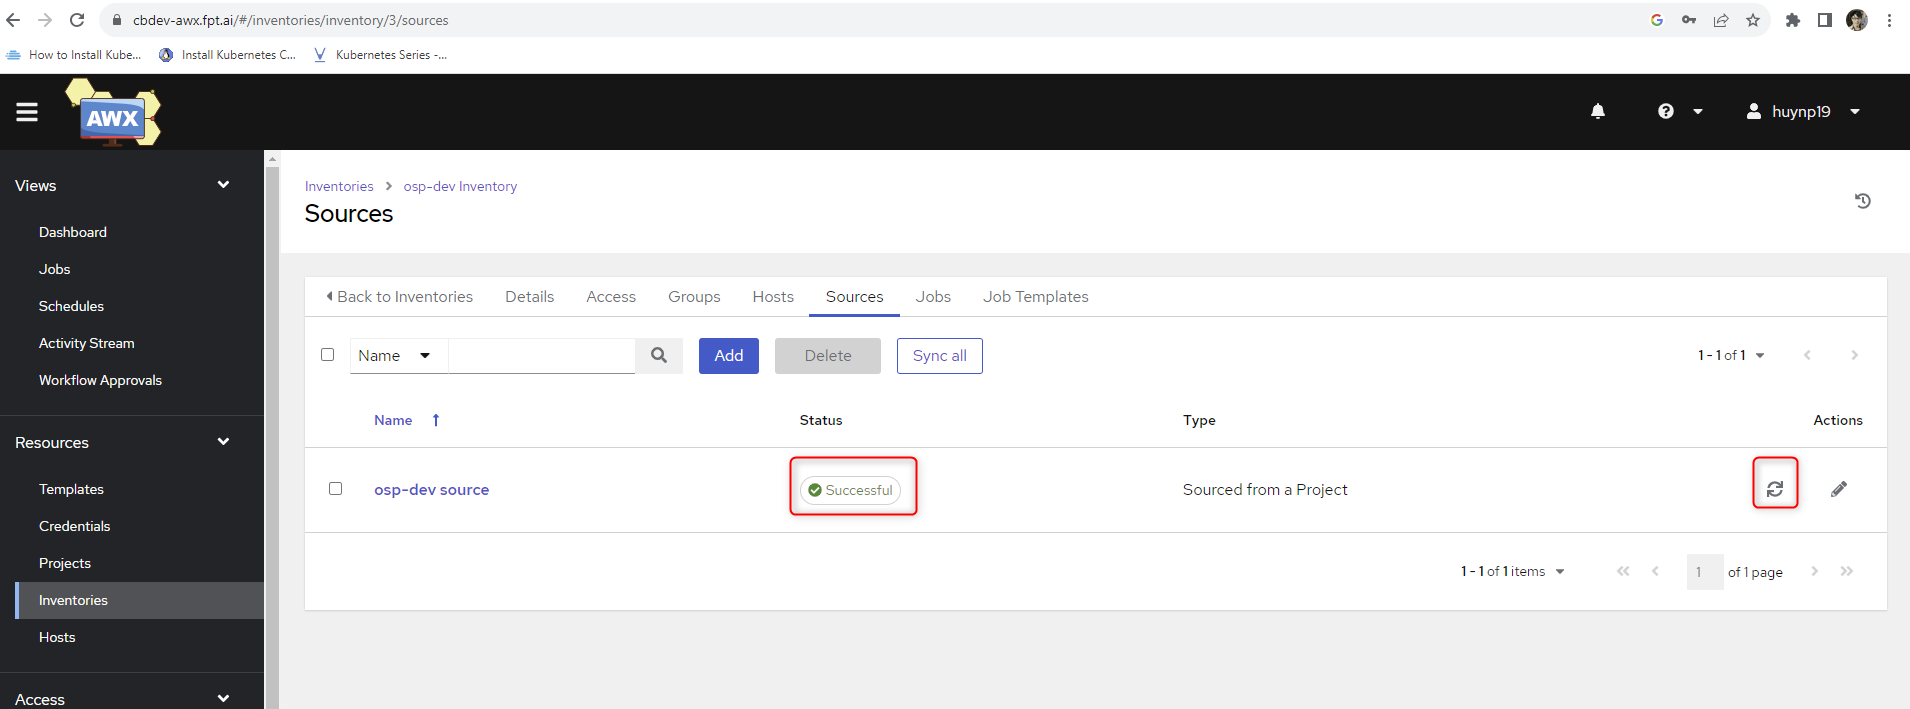 cbdev-awx.fpt.ai/#/inventories/inventory/3/sources
How to Install Kube... Install Kubernetes C... Kubernetes Series -...
AWX
huynp19
Views
Dashboard
Jobs
Schedules
Activity Stream
Workflow Approvals
Resources
Templates
Credentials
Projects
Inventories
Hosts
Access
Inventories osp-dev Inventory
Sources
Back to Inventories Details Access Groups Hosts Sources Jobs Job Templates
Name Add Delete Sync all 1 - 1 of 1
Name Status Type Actions
osp-dev source Successful Sourced from a Project
1 - 1 of 1 items 1 of 1 page